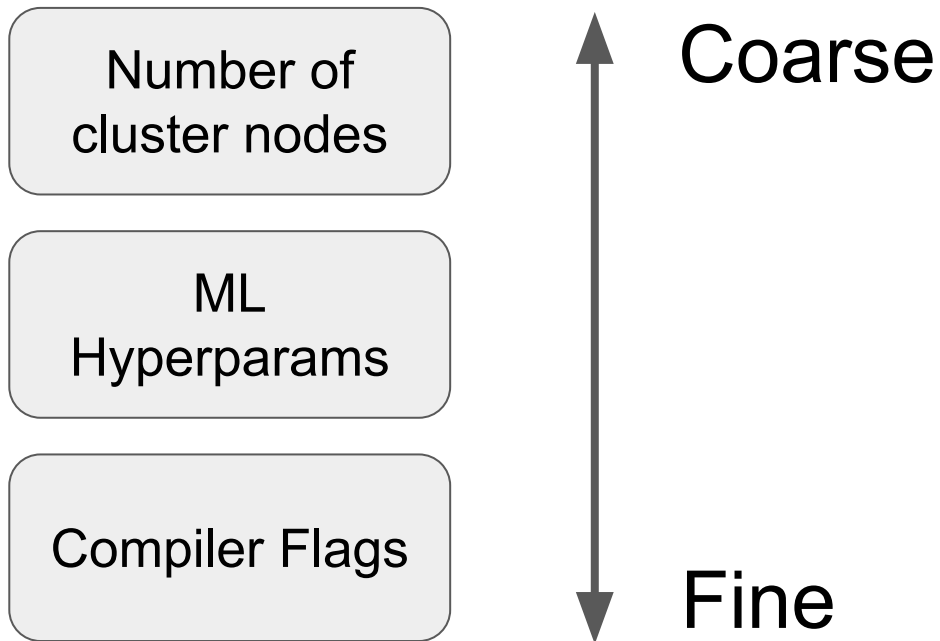 Number of
cluster nodes
Coarse
ML
Hyperparams
Compiler Flags
Fine